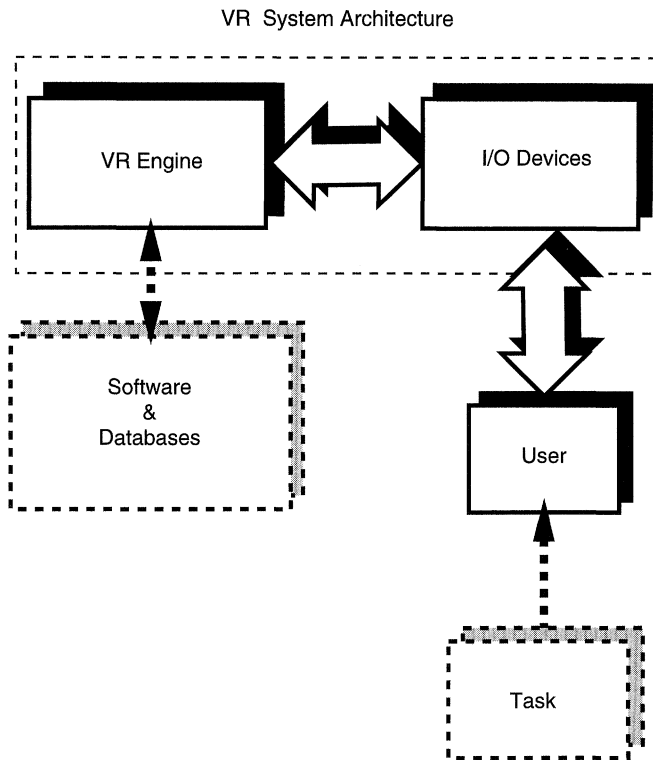 VR System Architecture
VR Engine
I/O Devices
Software
&
Databases
User
Task